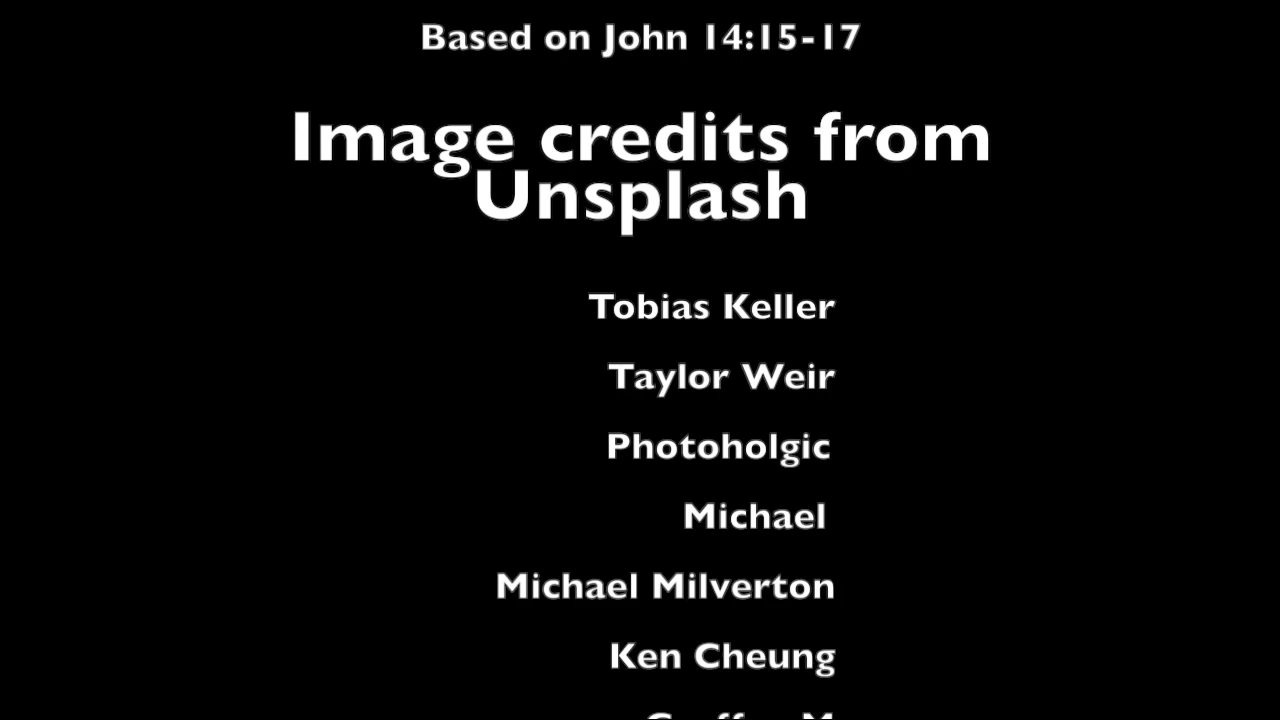 Based on John 14:15-17
Image credits from
Unsplash
Tobias Keller
Taylor Weir
Photoholgic
Michael
Michael Milverton
Ken Cheung